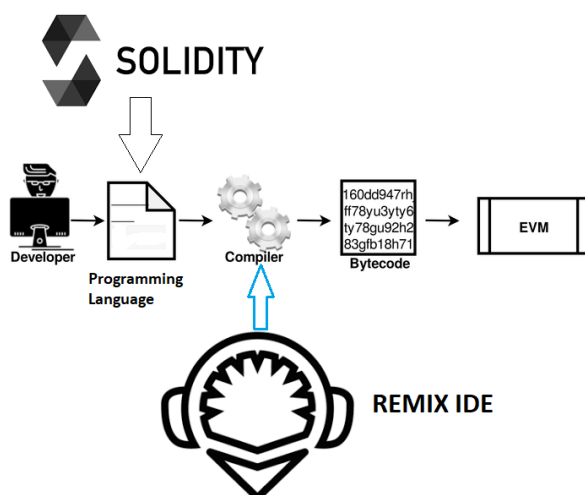 SOLIDITY
160dd947rh
ff78yu3yty6
ty78gu92h2
83gfb18h71
EVM
Developer
Programming
Language
Compiler
Bytecode
REMIX IDE